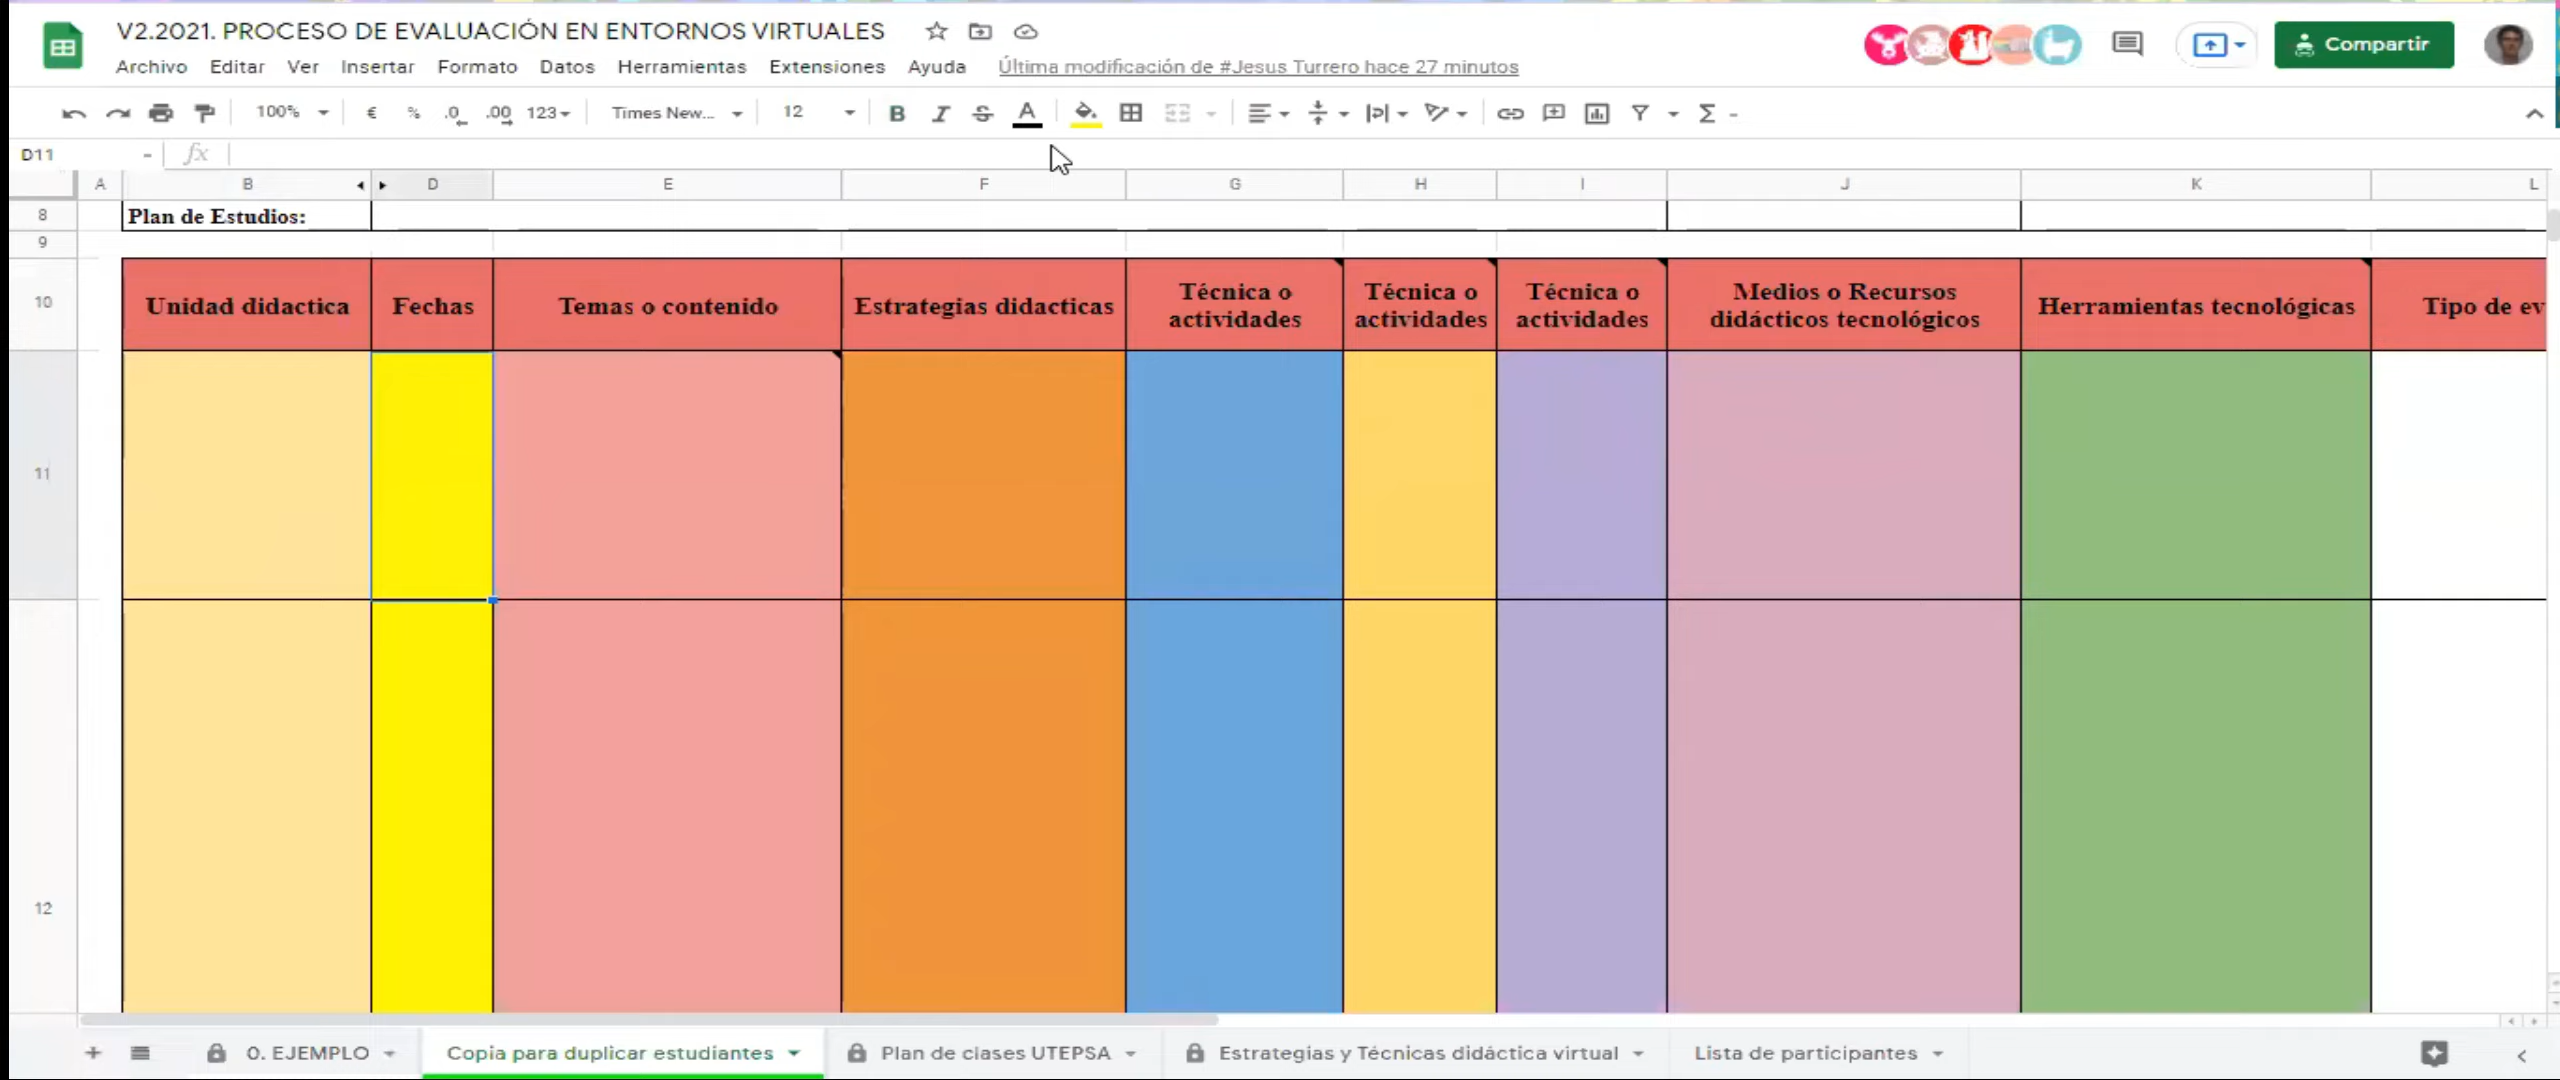 V2.2021. PROCESO DE EVALUACIÓN EN ENTORNOS VIRTUALES
Archivo Editar Ver Insertar Formato Datos Herramientas Extensiones Ayuda Última modificación de #Jesus Turrero hace 27 minutos
Compartir
100% € % .0 .00 123 Times New... 12 B I S A
D11 fx
A B D E F G H I J K L
8 Plan de Estudios:
9
10 Unidad didactica Fechas Temas o contenido Estrategias didacticas Técnica o actividades Técnica o actividades Técnica o actividades Medios o Recursos didácticos tecnológicos Herramientas tecnológicas Tipo de ev
11
12
0. EJEMPLO Copia para duplicar estudiantes Plan de clases UTEPSA Estrategias y Técnicas didáctica virtual Lista de participantes